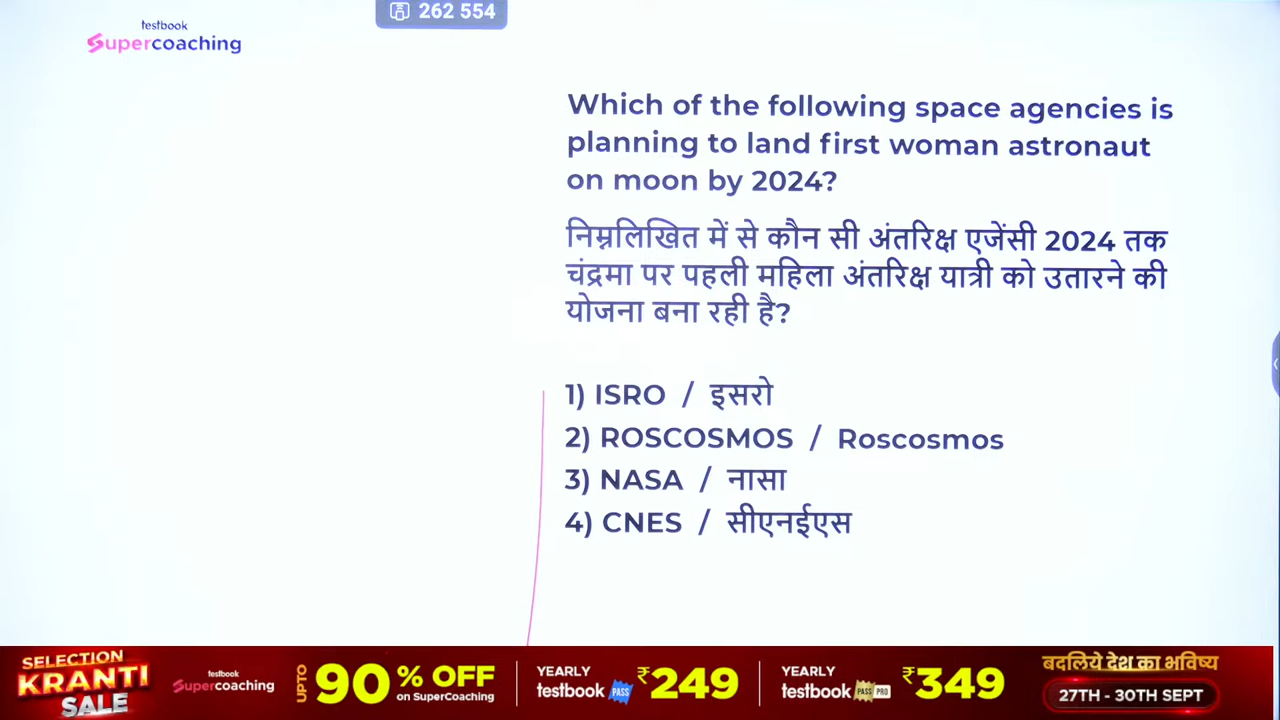 262 554
testbook
Supercoaching
Which of the following space agencies is
planning to land first woman astronaut
on moon by 2024?
निम्नलिखित में से कौन सी अंतरिक्ष एजेंसी 2024 तक
चंद्रमा पर पहली महिला अंतरिक्ष यात्री को उतारने की
योजना बना रही है?
1) ISRO / इसरो
2) ROSCOSMOS / Roscosmos
3) NASA / नासा
4) CNES / सीएनईएस
SELECTION
KRANTI
SALE
testbook
Supercoaching
UPTO
90% OFF
on SuperCoaching
YEARLY
testbook PASS
₹249
YEARLY
testbook PASS PRO
₹349
बदलिये देश का भविष्य
27TH - 30TH SEPT